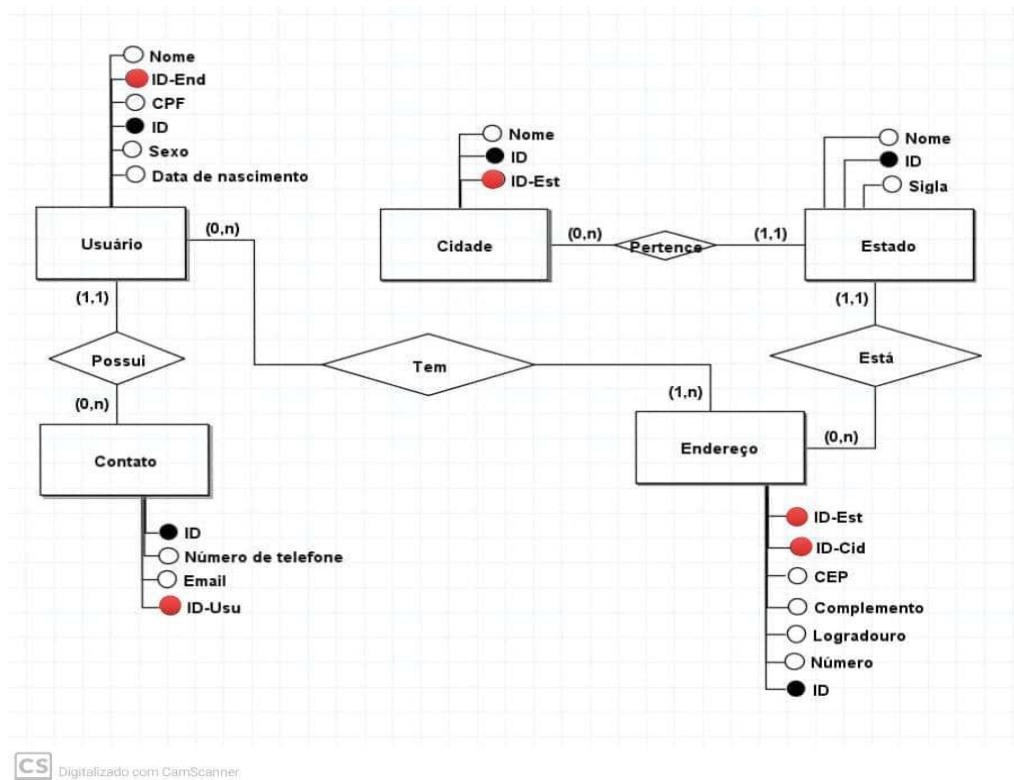 Nome
ID-End
CPF
ID
Sexo
Data de nascimento
Usuário
(0,n)
(1,1)
Possui
(0,n)
Contato
ID
Número de telefone
Email
ID-Usu
Nome
ID
ID-Est
Cidade
(0,n)
Pertence
(1,1)
Nome
ID
Sigla
Estado
(1,1)
Está
(0,n)
Tem
(1,n)
Endereço
ID-Est
ID-Cid
CEP
Complemento
Logradouro
Número
ID
CS Digitalizado com CamScanner